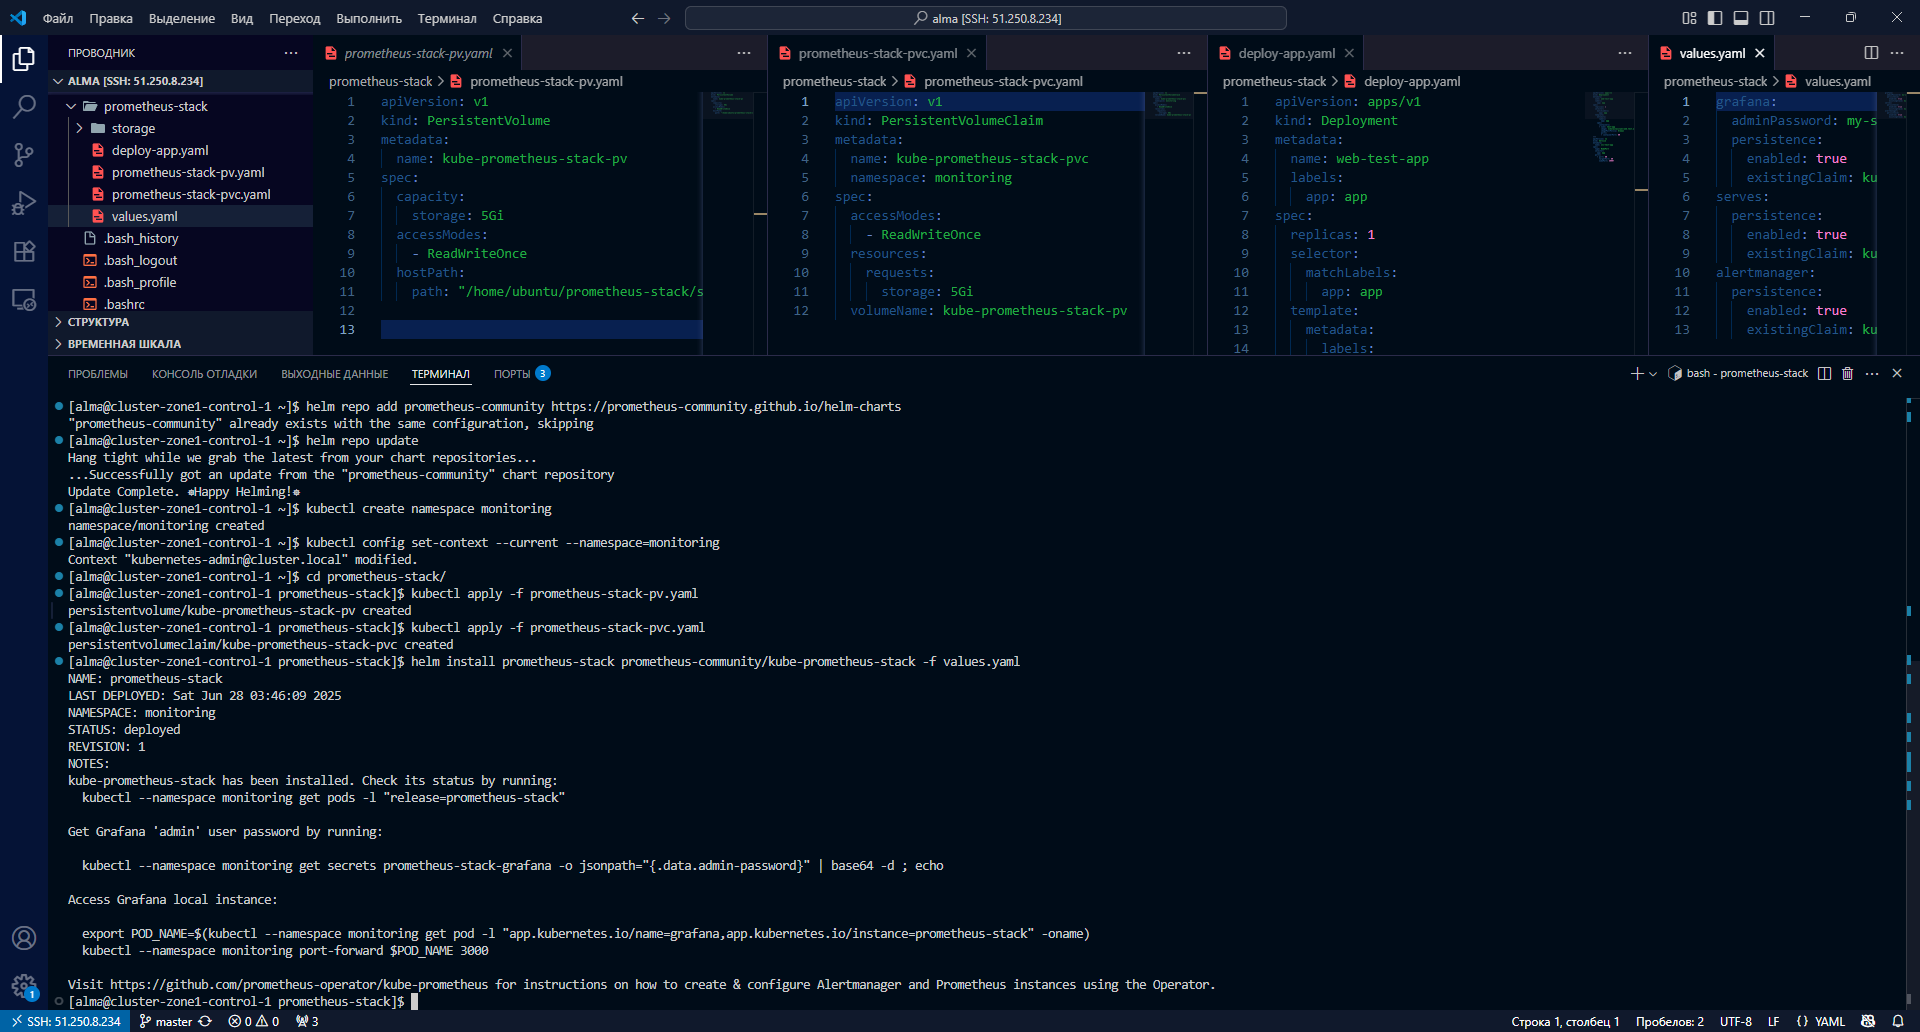 Файл Правка Выделение Вид Переход Выполнить Терминал Справка
alma [SSH: 51.250.8.234]
ПРОВОДНИК
ALMA [SSH: 51.250.8.234]
prometheus-stack
storage
deploy-app.yaml
prometheus-stack-pv.yaml
prometheus-stack-pvc.yaml
values.yaml
.bash_history
.bash_logout
.bash_profile
.bashrc
СТРУКТУРА
ВРЕМЕННАЯ ШКАЛА
prometheus-stack-pv.yaml
prometheus-stack > prometheus-stack-pv.yaml
1 apiVersion: v1
2 kind: PersistentVolume
3 metadata:
4 name: kube-prometheus-stack-pv
5 spec:
6 capacity:
7 storage: 5Gi
8 accessModes:
9 - ReadWriteOnce
10 hostPath:
11 path: "/home/ubuntu/prometheus-stack/s
12
13
prometheus-stack-pvc.yaml
prometheus-stack > prometheus-stack-pvc.yaml
1 apiVersion: v1
2 kind: PersistentVolumeClaim
3 metadata:
4 name: kube-prometheus-stack-pvc
5 namespace: monitoring
6 spec:
7 accessModes:
8 - ReadWriteOnce
9 resources:
10 requests:
11 storage: 5Gi
12 volumeName: kube-prometheus-stack-pv
deploy-app.yaml
prometheus-stack > deploy-app.yaml
1 apiVersion: apps/v1
2 kind: Deployment
3 metadata:
4 name: web-test-app
5 labels:
6 app: app
7 spec:
8 replicas: 1
9 selector:
10 matchLabels:
11 app: app
12 template:
13 metadata:
14 labels:
values.yaml
prometheus-stack > values.yaml
1 grafana:
2 adminPassword: my-s
3 persistence:
4 enabled: true
5 existingClaim: ku
6 serves:
7 persistence:
8 enabled: true
9 existingClaim: ku
10 alertmanager:
11 persistence:
12 enabled: true
13 existingClaim: ku
ПРОБЛЕМЫ КОНСОЛЬ ОТЛАДКИ ВЫХОДНЫЕ ДАННЫЕ ТЕРМИНАЛ ПОРТЫ 3
bash - prometheus-stack
[alma@cluster-zone1-control-1 ~]$ helm repo add prometheus-community https://prometheus-community.github.io/helm-charts
"prometheus-community" already exists with the same configuration, skipping
[alma@cluster-zone1-control-1 ~]$ helm repo update
Hang tight while we grab the latest from your chart repositories...
...Successfully got an update from the "prometheus-community" chart repository
Update Complete. ⎈Happy Helming!⎈
[alma@cluster-zone1-control-1 ~]$ kubectl create namespace monitoring
namespace/monitoring created
[alma@cluster-zone1-control-1 ~]$ kubectl config set-context --current --namespace=monitoring
Context "kubernetes-admin@cluster.local" modified.
[alma@cluster-zone1-control-1 ~]$ cd prometheus-stack/
[alma@cluster-zone1-control-1 prometheus-stack]$ kubectl apply -f prometheus-stack-pv.yaml
persistentvolume/kube-prometheus-stack-pv created
[alma@cluster-zone1-control-1 prometheus-stack]$ kubectl apply -f prometheus-stack-pvc.yaml
persistentvolumeclaim/kube-prometheus-stack-pvc created
[alma@cluster-zone1-control-1 prometheus-stack]$ helm install prometheus-stack prometheus-community/kube-prometheus-stack -f values.yaml
NAME: prometheus-stack
LAST DEPLOYED: Sat Jun 28 03:46:09 2025
NAMESPACE: monitoring
STATUS: deployed
REVISION: 1
NOTES:
kube-prometheus-stack has been installed. Check its status by running:
kubectl --namespace monitoring get pods -l "release=prometheus-stack"
Get Grafana 'admin' user password by running:
kubectl --namespace monitoring get secrets prometheus-stack-grafana -o jsonpath="{.data.admin-password}" | base64 -d ; echo
Access Grafana local instance:
export POD_NAME=$(kubectl --namespace monitoring get pod -l "app.kubernetes.io/name=grafana,app.kubernetes.io/instance=prometheus-stack" -oname)
kubectl --namespace monitoring port-forward $POD_NAME 3000
Visit https://github.com/prometheus-operator/kube-prometheus for instructions on how to create & configure Alertmanager and Prometheus instances using the Operator.
[alma@cluster-zone1-control-1 prometheus-stack]$
1
SSH: 51.250.8.234 master 0 0 3
Строка 1, столбец 1 Пробелов: 2 UTF-8 LF {} YAML